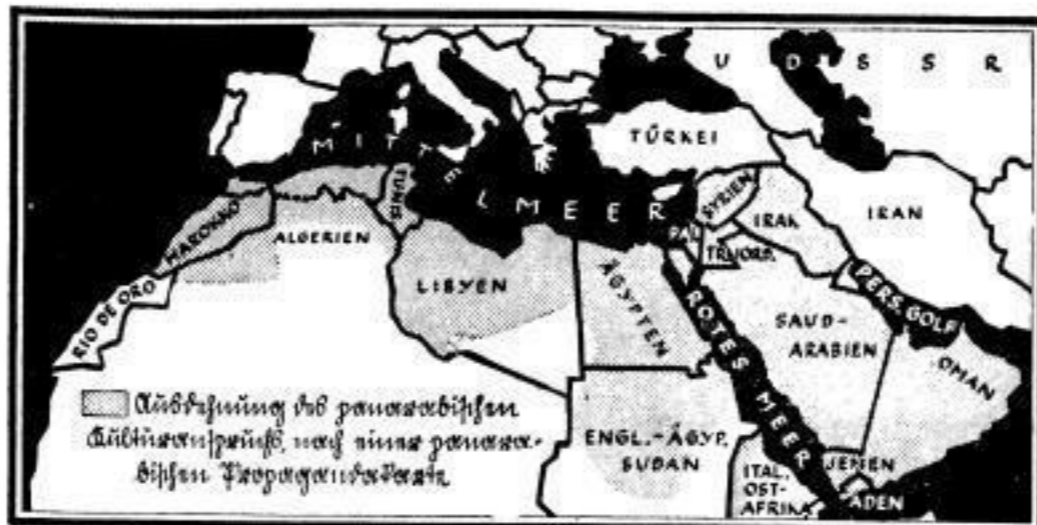 U D S S R
MITTELMEER
TÜRKEI
TUNIS
SYRIEN
IRAK
IRAN
MAROKKO
ALGERIEN
PAL.
TRJORD.
LIBYEN
ÄGYPTEN
PERS. GOLF
RIO DE ORO
ROTES MEER
SAUD-
ARABIEN
OMAN
Ausdehnung des panarabischen
Kulturanspruchs, nach einer panara-
bischen Propagandakarte
ENGL.-ÄGYP.
SUDAN
ITAL.
OST-
AFRIKA
JEMEN
ADEN